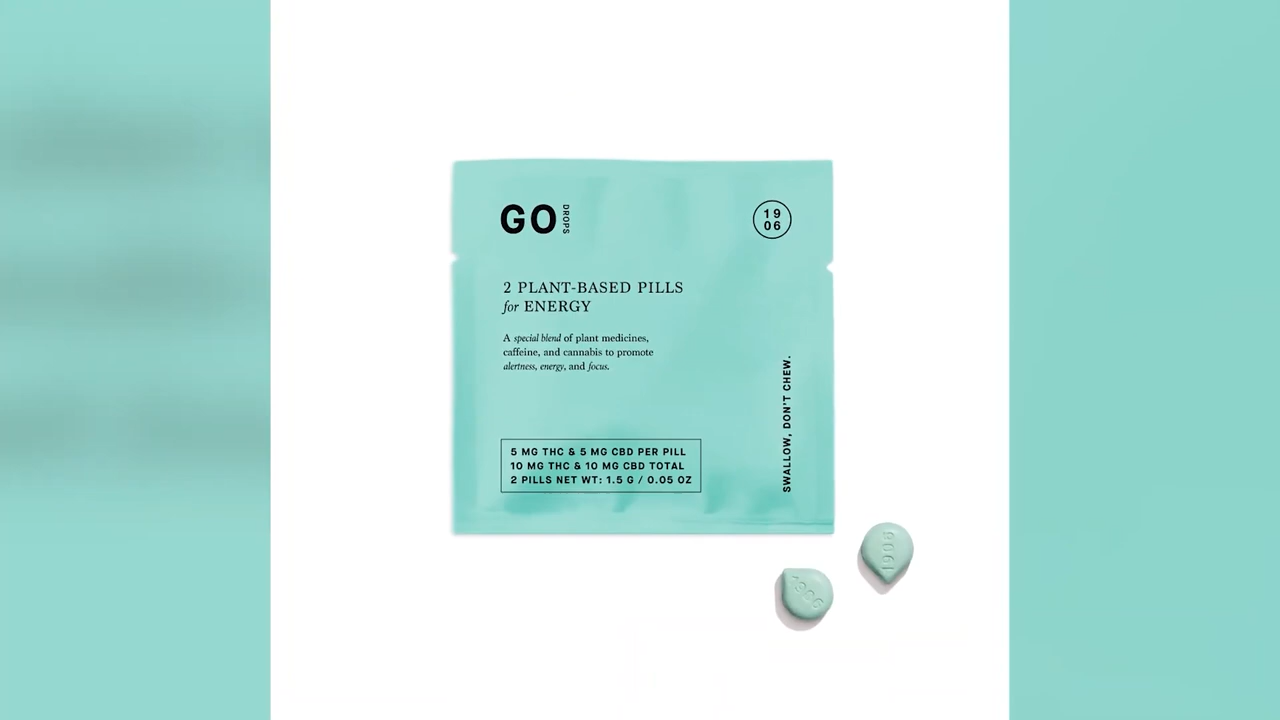 GO
DROPS
19
06
2 PLANT-BASED PILLS
for ENERGY
A special blend of plant medicines,
caffeine, and cannabis to promote
alertness, energy, and focus.
5 MG THC & 5 MG CBD PER PILL
10 MG THC & 10 MG CBD TOTAL
2 PILLS NET WT: 1.5 G / 0.05 OZ
SWALLOW, DON'T CHEW.
1906
1906